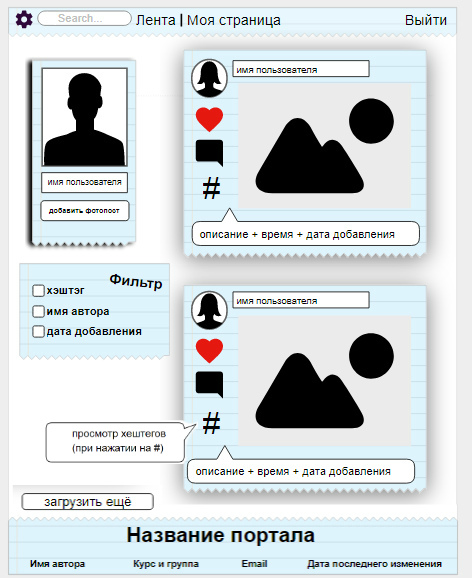 Search...
Лента | Моя страница
Выйти
имя пользователя
добавить фотопост
имя пользователя
#
описание + время + дата добавления
Фильтр
хэштэг
имя автора
дата добавления
имя пользователя
#
просмотр хештегов
(при нажатии на #)
описание + время + дата добавления
загрузить ещё
Название портала
Имя автора
Курс и группа
Email
Дата последнего изменения